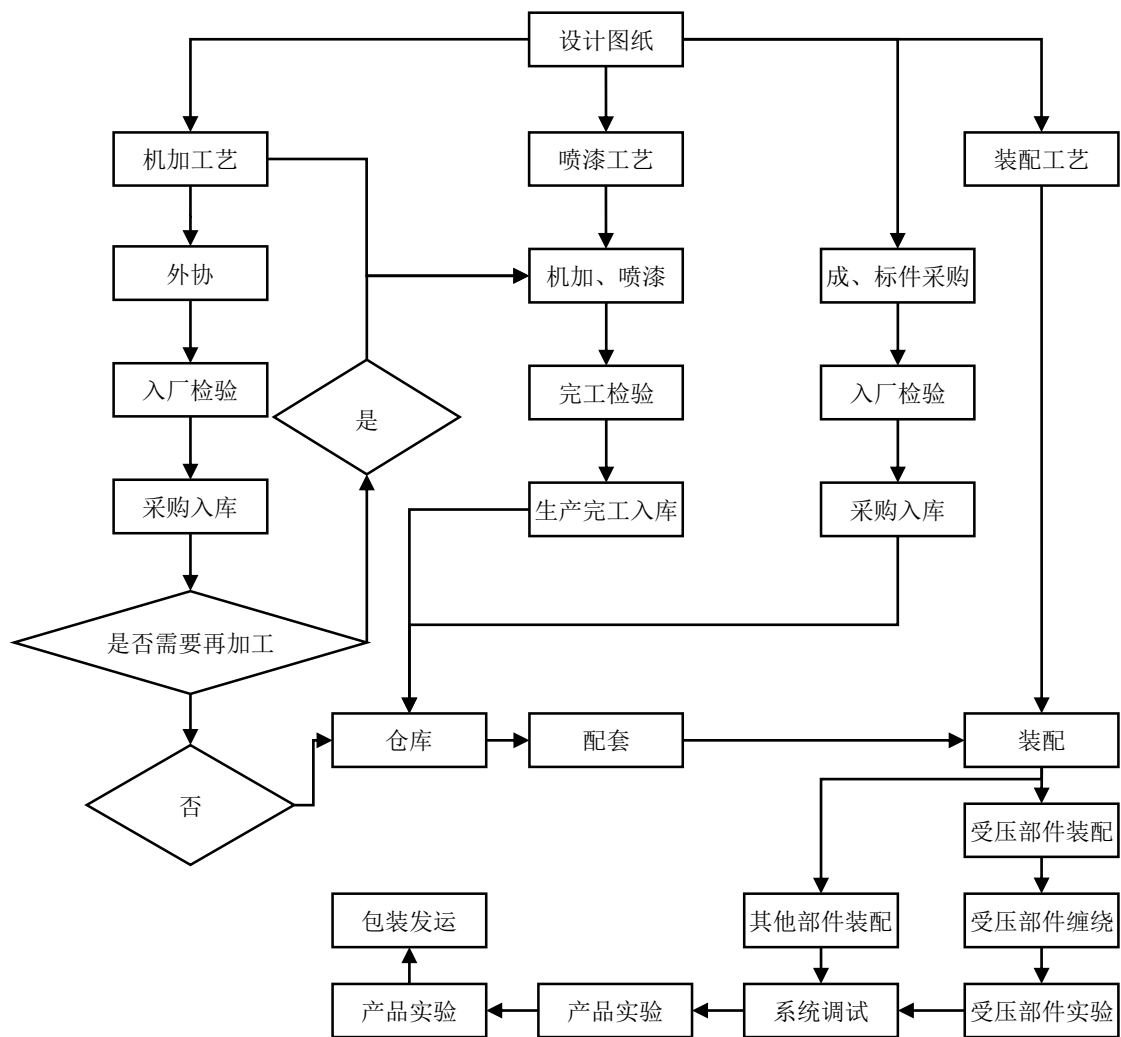 设计图纸
机加工艺
喷漆工艺
装配工艺
外协
机加、喷漆
成、标件采购
入厂检验
是
完工检验
入厂检验
采购入库
生产完工入库
采购入库
是否需要再加工
仓库
配套
装配
否
受压部件装配
包装发运
其他部件装配
受压部件缠绕
产品实验
产品实验
系统调试
受压部件实验